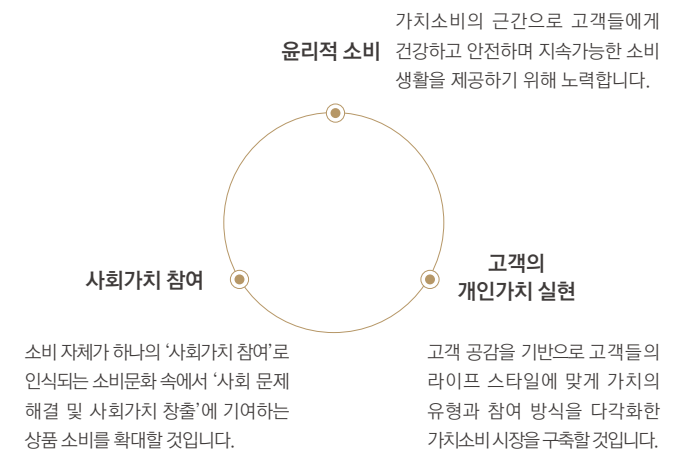 윤리적 소비
가치소비의 근간으로 고객들에게
건강하고 안전하며 지속가능한 소비
생활을 제공하기 위해 노력합니다.
사회가치 참여
소비 자체가 하나의 ‘사회가치 참여’로
인식되는 소비문화 속에서 ‘사회 문제
해결 및 사회가치 창출’에 기여하는
상품 소비를 확대할 것입니다.
고객의
개인가치 실현
고객 공감을 기반으로 고객들의
라이프 스타일에 맞게 가치의
유형과 참여 방식을 다각화한
가치소비 시장을 구축할 것입니다.